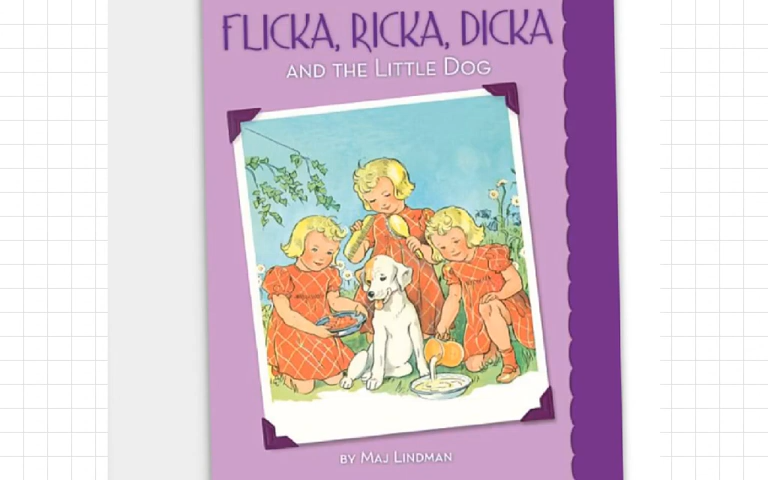 FLICKA, RICKA, DICKA
AND THE LITTLE DOG
BY MAJ LINDMAN